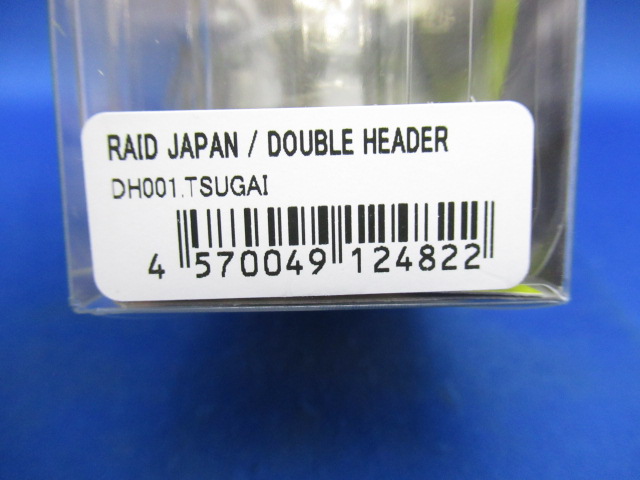 RAID JAPAN / DOUBLE HEADER
DH001.TSUGAI
4 570049 124822